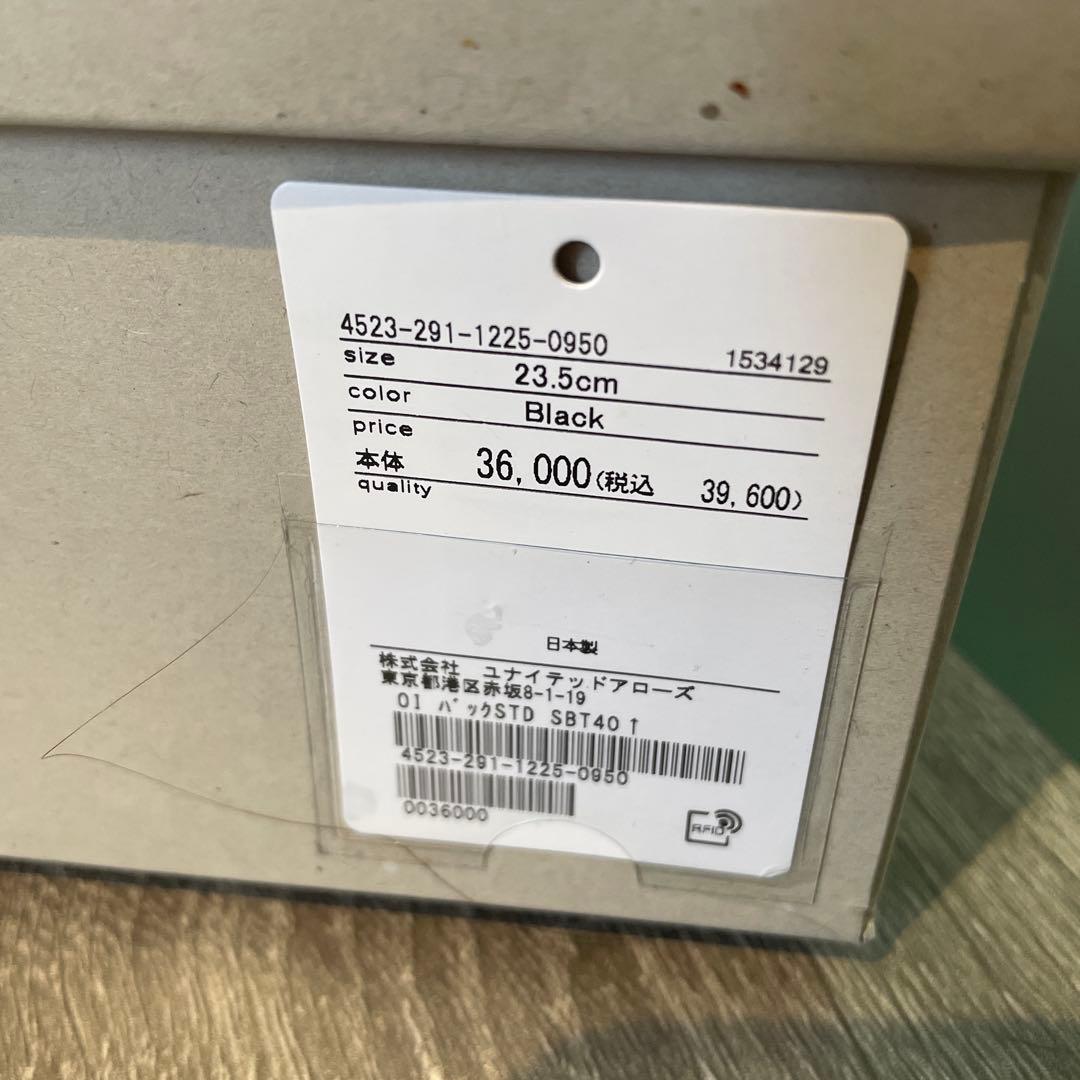 4523-291-1225-0950 1534129
size 23.5cm
color Black
price
本体 36,000(税込 39,600)
quality
日本製
株式会社 ユナイテッドアローズ
東京都港区赤坂8-1-19
OI バックSTD SBT40↑
4523-291-1225-0950
0036000
RFID